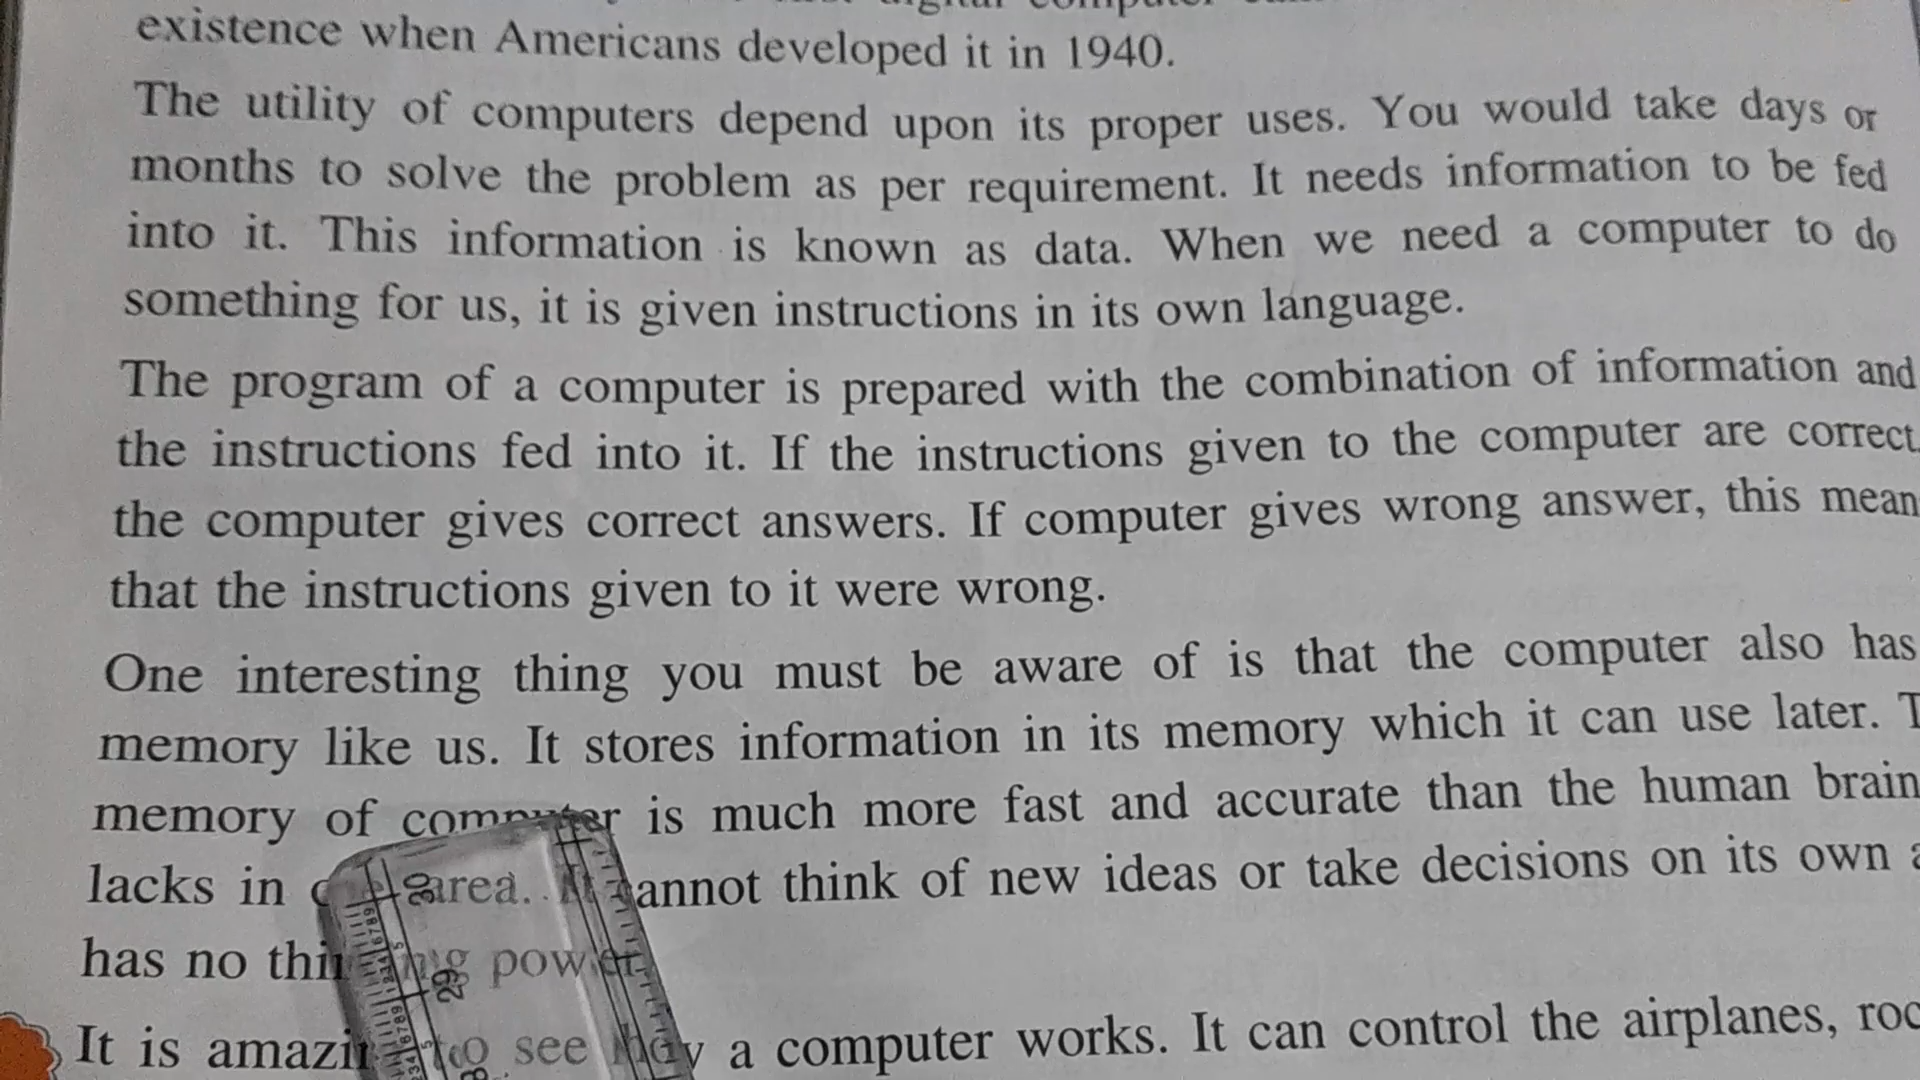 existence when Americans developed it in 1940.
The utility of computers depend upon its proper uses. You would take days or
months to solve the problem as per requirement. It needs information to be fed
into it. This information is known as data. When we need a computer to do
something for us, it is given instructions in its own language.
The program of a computer is prepared with the combination of information and
the instructions fed into it. If the instructions given to the computer are correct
the computer gives correct answers. If computer gives wrong answer, this mean
that the instructions given to it were wrong.
One interesting thing you must be aware of is that the computer also has
memory like us. It stores information in its memory which it can use later.
memory of computer is much more fast and accurate than the human brain
lacks in area. It cannot think of new ideas or take decisions on its own
has no thinking power
It is amazing to see a computer works. It can control the airplanes,
30
29